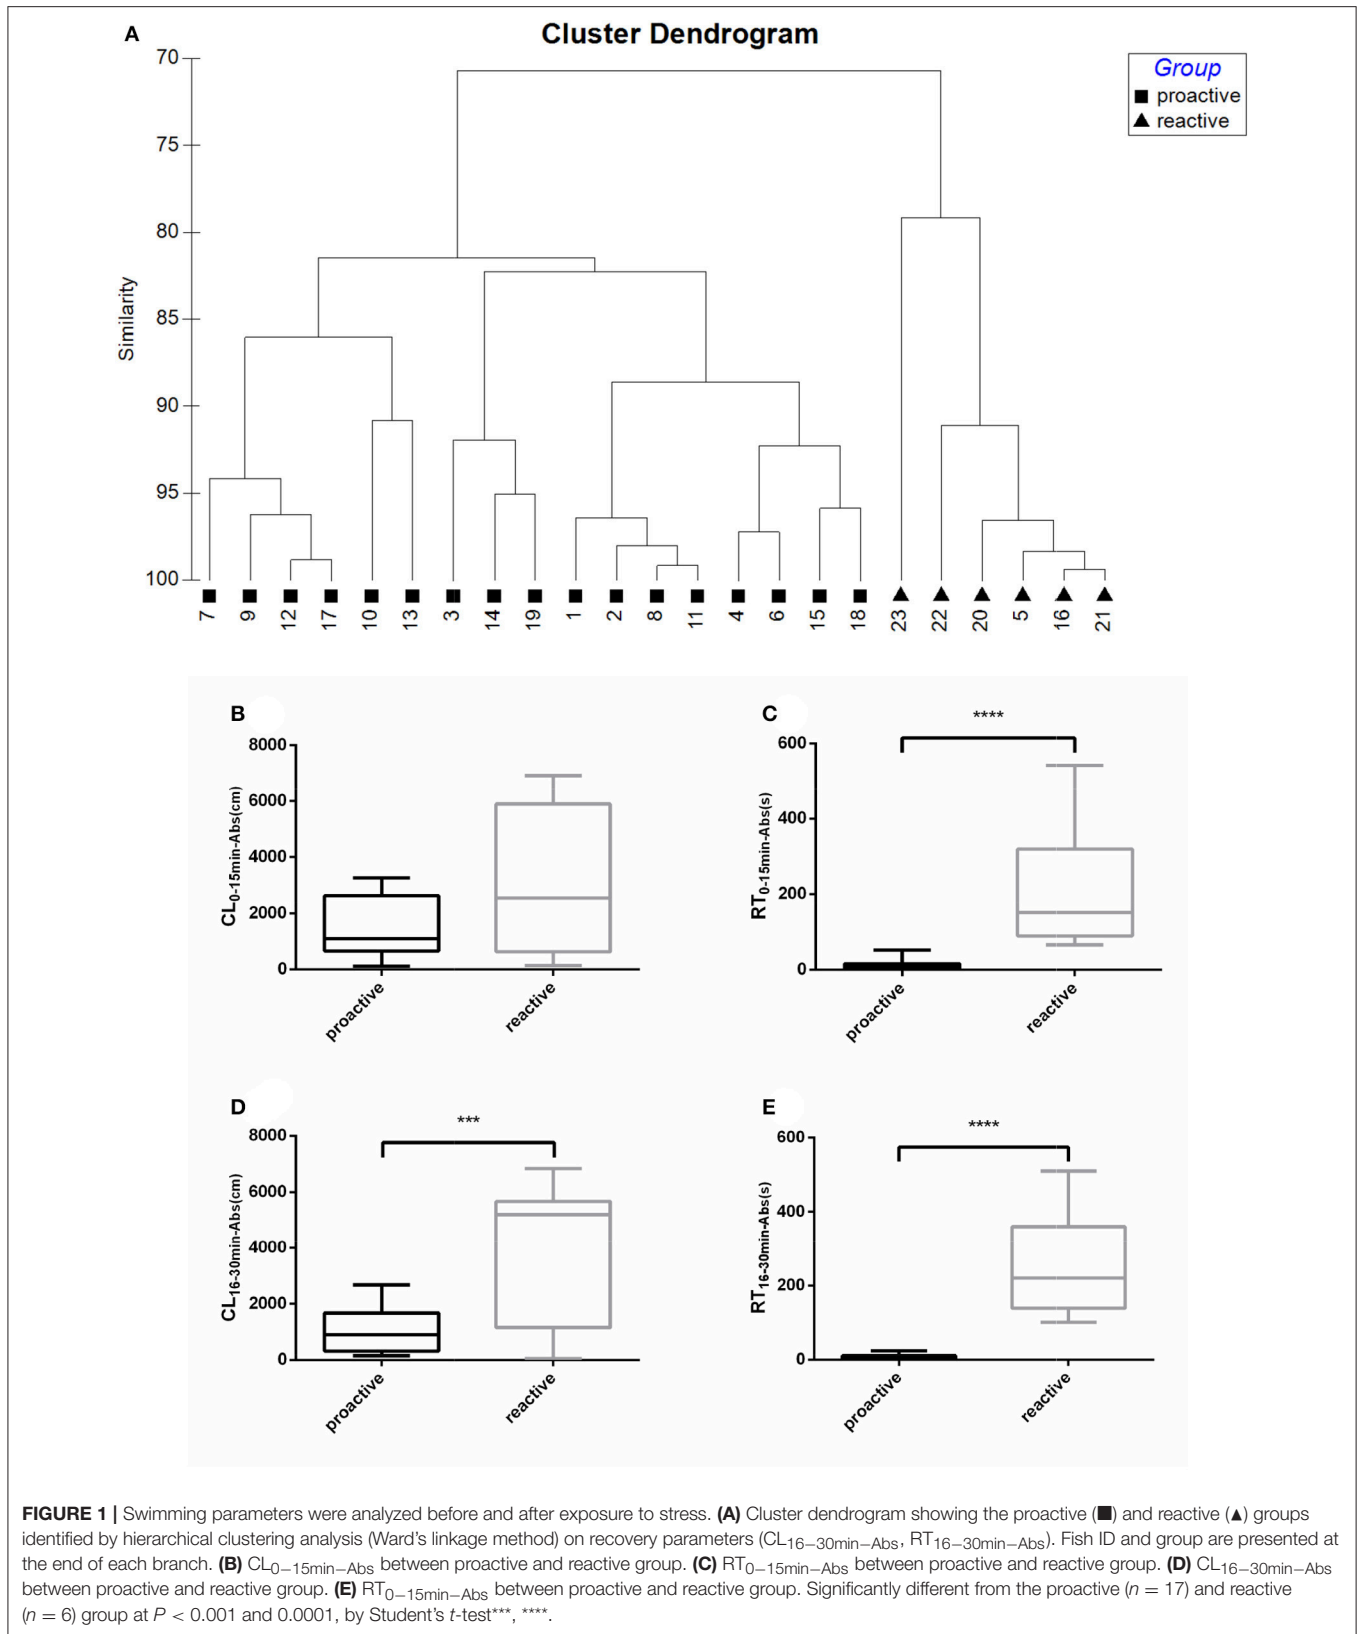 A
Cluster Dendrogram
Group
■ proactive
▲ reactive
Similarity
70
75
80
85
90
95
100
7 9 12 17 10 13 3 14 19 1 2 8 11 4 6 15 18 23 22 20 5 16 21
B
CL0-15min-Abs(cm)
8000
6000
4000
2000
0
proactive reactive
C
****
RT0-15min-Abs(s)
600
400
200
0
proactive reactive
D
***
CL16-30min-Abs(cm)
8000
6000
4000
2000
0
proactive reactive
E
****
RT16-30min-Abs(s)
600
400
200
0
proactive reactive
FIGURE 1 | Swimming parameters were analyzed before and after exposure to stress. (A) Cluster dendrogram showing the proactive (■) and reactive (▲) groups
identified by hierarchical clustering analysis (Ward's linkage method) on recovery parameters (CL16−30min−Abs, RT16−30min−Abs). Fish ID and group are presented at
the end of each branch. (B) CL0−15min−Abs between proactive and reactive group. (C) RT0−15min−Abs between proactive and reactive group. (D) CL16−30min−Abs
between proactive and reactive group. (E) RT0−15min−Abs between proactive and reactive group. Significantly different from the proactive (n = 17) and reactive
(n = 6) group at P < 0.001 and 0.0001, by Student's t-test***, ****.